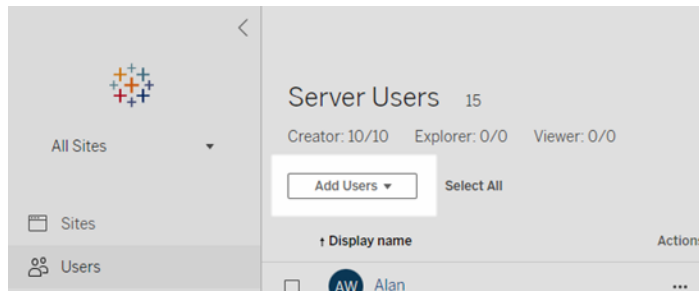 All Sites
Sites
Users
Server Users 15
Creator: 10/10 Explorer: 0/0 Viewer: 0/0
Add Users Select All
↑ Display name Actions
AW Alan